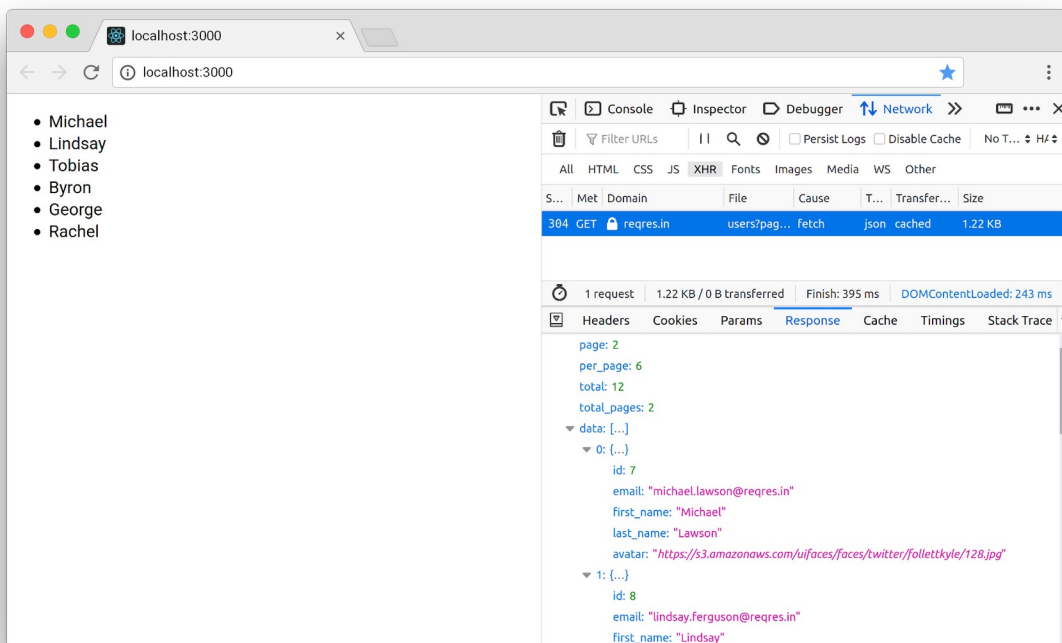 localhost:3000
localhost:3000
Michael
Lindsay
Tobias
Byron
George
Rachel
Console Inspector Debugger Network
Filter URLs Persist Logs Disable Cache No T...
All HTML CSS JS XHR Fonts Images Media WS Other
S... Met Domain File Cause T... Transfer... Size
304 GET reqres.in users?pag... fetch json cached 1.22 KB
1 request 1.22 KB / 0 B transferred Finish: 395 ms DOMContentLoaded: 243 ms
Headers Cookies Params Response Cache Timings Stack Trace
page: 2
per_page: 6
total: 12
total_pages: 2
data: […]
0: {…}
id: 7
email: "michael.lawson@reqres.in"
first_name: "Michael"
last_name: "Lawson"
avatar: "https://s3.amazonaws.com/uifaces/faces/twitter/follettkyle/128.jpg"
1: {…}
id: 8
email: "lindsay.ferguson@reqres.in"
first_name: "Lindsay"